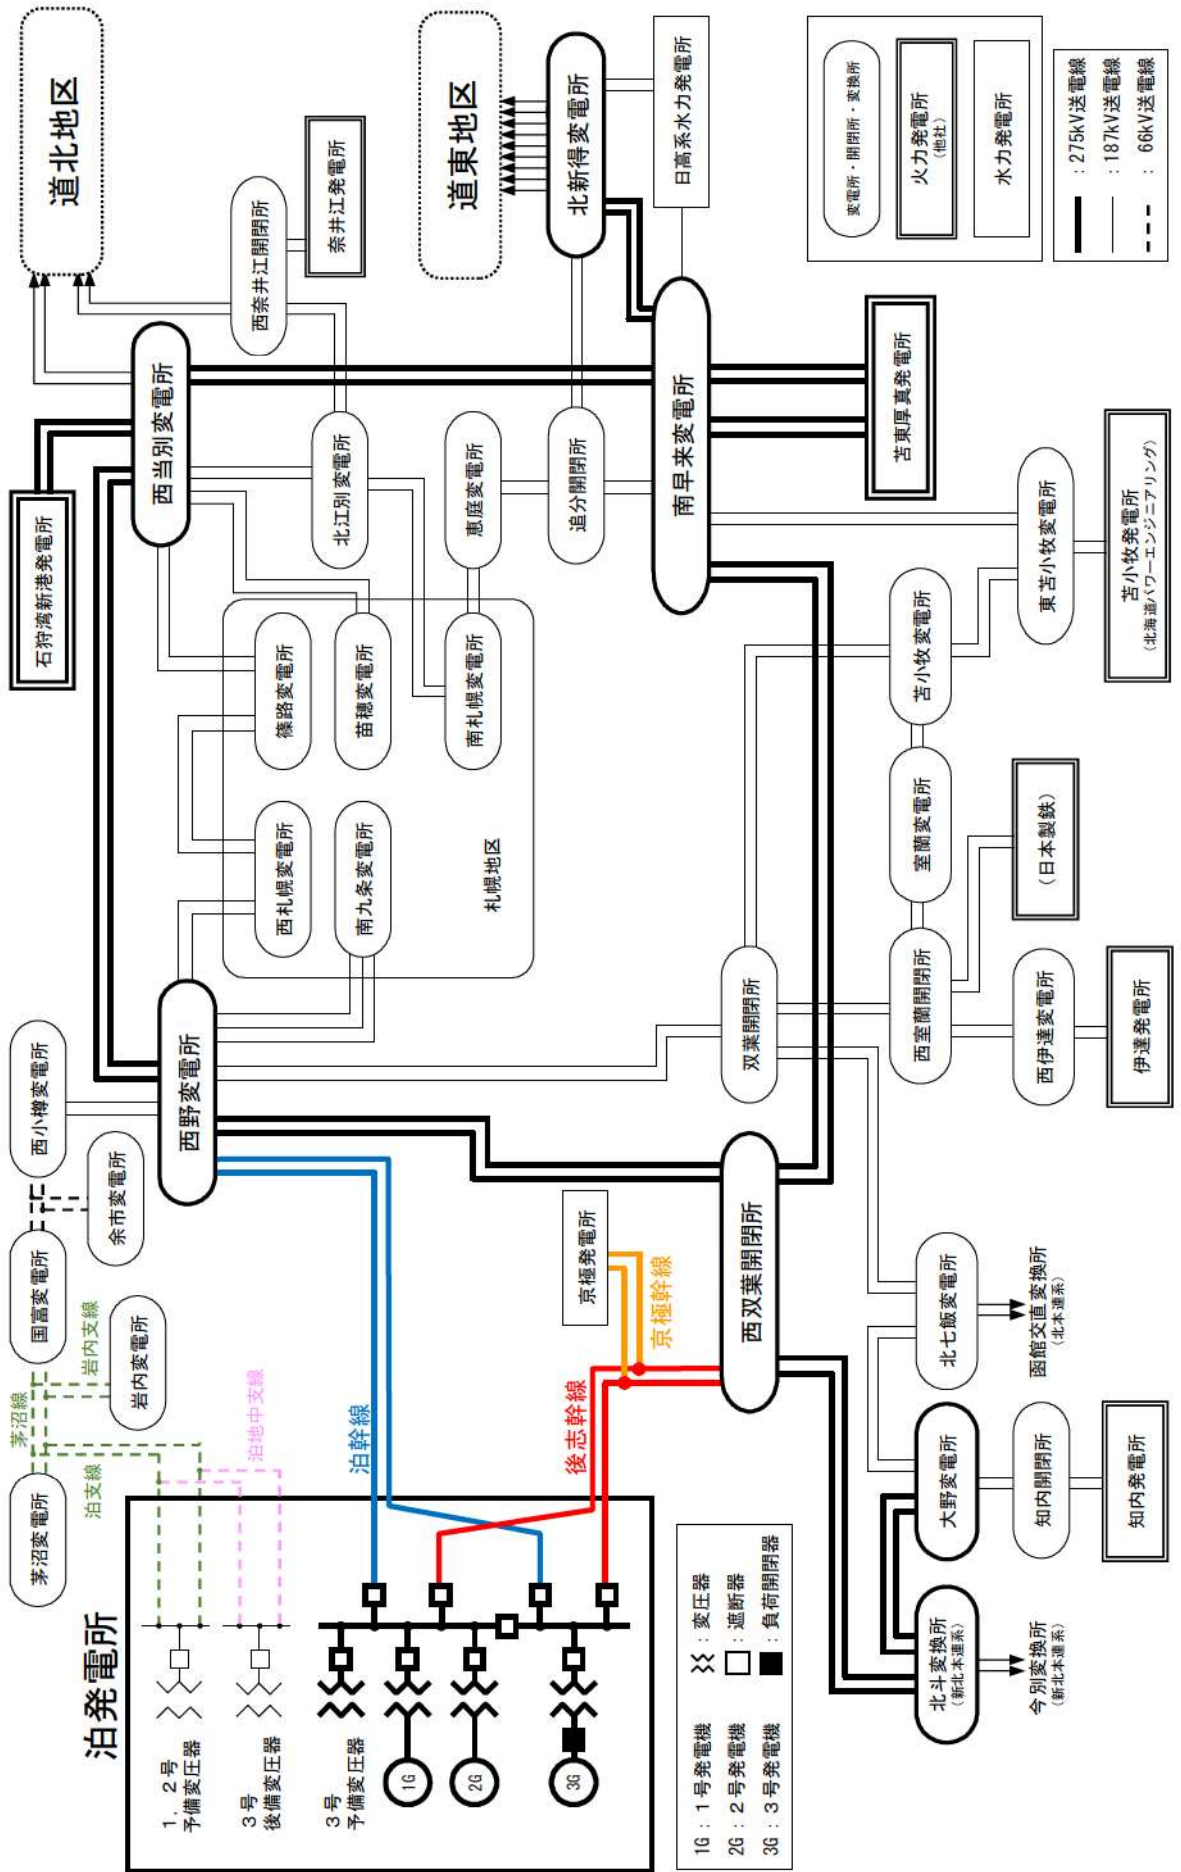 泊発電所
1．2号
予備変圧器
3号
後備変圧器
3号
予備変圧器
1G
2G
3G
茅沼変電所
茅沼線
泊支線
岩内支線
泊地中支線
国富変電所
岩内変電所
余市変電所
西小樽変電所
泊幹線
後志幹線
京極幹線
京極発電所
西野変電所
西双葉開閉所
石狩湾新港発電所
西当別変電所
道北地区
西奈井江開閉所
奈井江発電所
北江別変電所
札幌地区
西札幌変電所
南九条変電所
篠路変電所
苗穂変電所
南札幌変電所
恵庭変電所
追分開閉所
道東地区
北新得変電所
日高系水力発電所
南早来変電所
苫東厚真発電所
双葉開閉所
苫小牧変電所
室蘭変電所
西室蘭開閉所
東苫小牧変電所
苫小牧発電所
(北海道パワーエンジニアリング)
(日本製鉄)
西伊達変電所
伊達発電所
北七飯変電所
函館交直変換所
(北本連系)
大野変電所
知内開閉所
知内発電所
北斗変換所
(新北本連系)
今別変換所
(新北本連系)
1G：1号発電機
2G：2号発電機
3G：3号発電機
：変圧器
：遮断器
：負荷開閉器
変電所・開閉所・変換所
火力発電所
(他社)
水力発電所
：275kV送電線
：187kV送電線
：66kV送電線